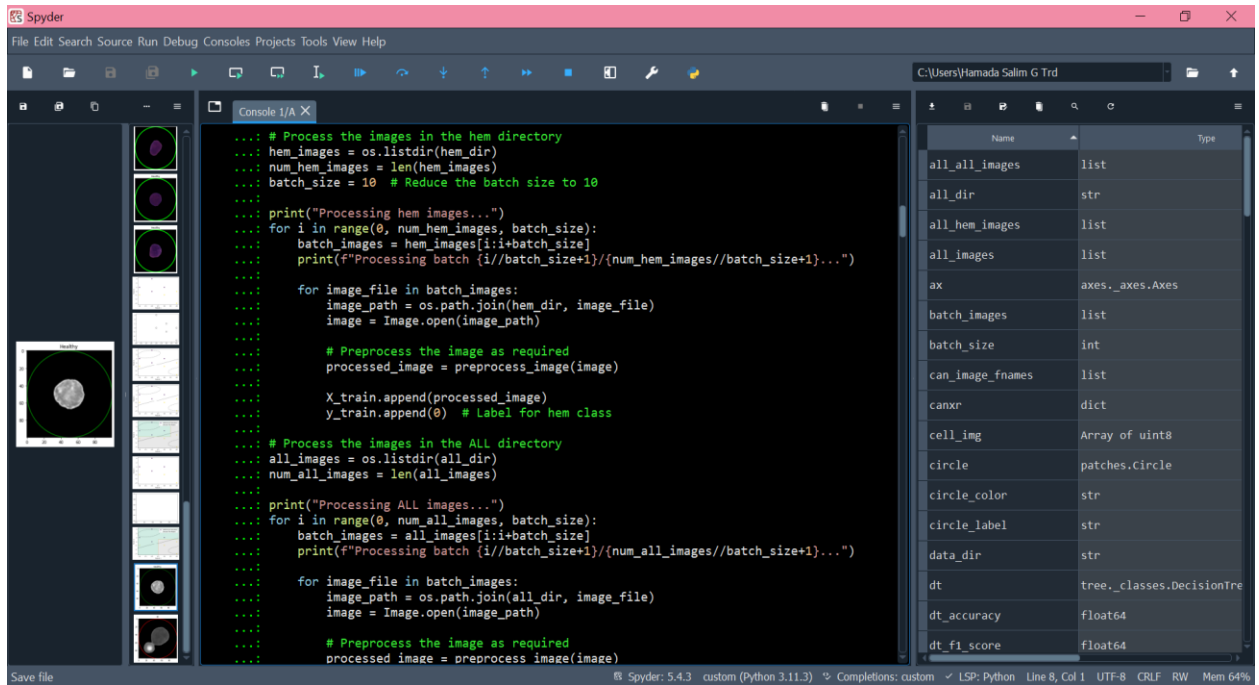 Spyder
File Edit Search Source Run Debug Consoles Projects Tools View Help
C:\Users\Hamada Salim G Trd
Console 1/A
...: # Process the images in the hem directory
...: hem_images = os.listdir(hem_dir)
...: num_hem_images = len(hem_images)
...: batch_size = 10  # Reduce the batch size to 10
...:
...: print("Processing hem images...")
...: for i in range(0, num_hem_images, batch_size):
...:     batch_images = hem_images[i:i+batch_size]
...:     print(f"Processing batch {i//batch_size+1}/{num_hem_images//batch_size+1}...")
...:
...:     for image_file in batch_images:
...:         image_path = os.path.join(hem_dir, image_file)
...:         image = Image.open(image_path)
...:
...:         # Preprocess the image as required
...:         processed_image = preprocess_image(image)
...:
...:         X_train.append(processed_image)
...:         y_train.append(0)  # Label for hem class
...:
...: # Process the images in the ALL directory
...: all_images = os.listdir(all_dir)
...: num_all_images = len(all_images)
...:
...: print("Processing ALL images...")
...: for i in range(0, num_all_images, batch_size):
...:     batch_images = all_images[i:i+batch_size]
...:     print(f"Processing batch {i//batch_size+1}/{num_all_images//batch_size+1}...")
...:
...:     for image_file in batch_images:
...:         image_path = os.path.join(all_dir, image_file)
...:         image = Image.open(image_path)
...:
...:         # Preprocess the image as required
...:         processed_image = preprocess_image(image)
Healthy
Name Type
all_all_images list
all_dir str
all_hem_images list
all_images list
ax axes._axes.Axes
batch_images list
batch_size int
can_image_fnames list
canxr dict
cell_img Array of uint8
circle patches.Circle
circle_color str
circle_label str
data_dir str
dt tree._classes.DecisionTre
dt_accuracy float64
dt_f1_score float64
Save file
Spyder: 5.4.3 custom (Python 3.11.3) Completions: custom LSP: Python Line 8, Col 1 UTF-8 CRLF RW Mem 64%